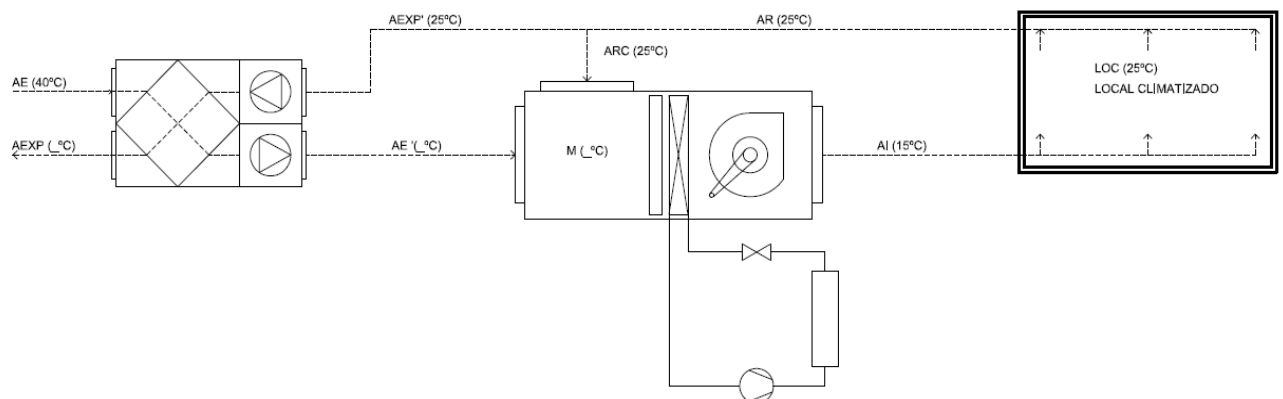 AEXP' (25ºC)
AR (25ºC)
ARC (25ºC)
AE (40ºC)
LOC (25ºC)
LOCAL CLIMATIZADO
AEXP (_ºC)
AE '(_ºC)
M (_ºC)
AI (15ºC)